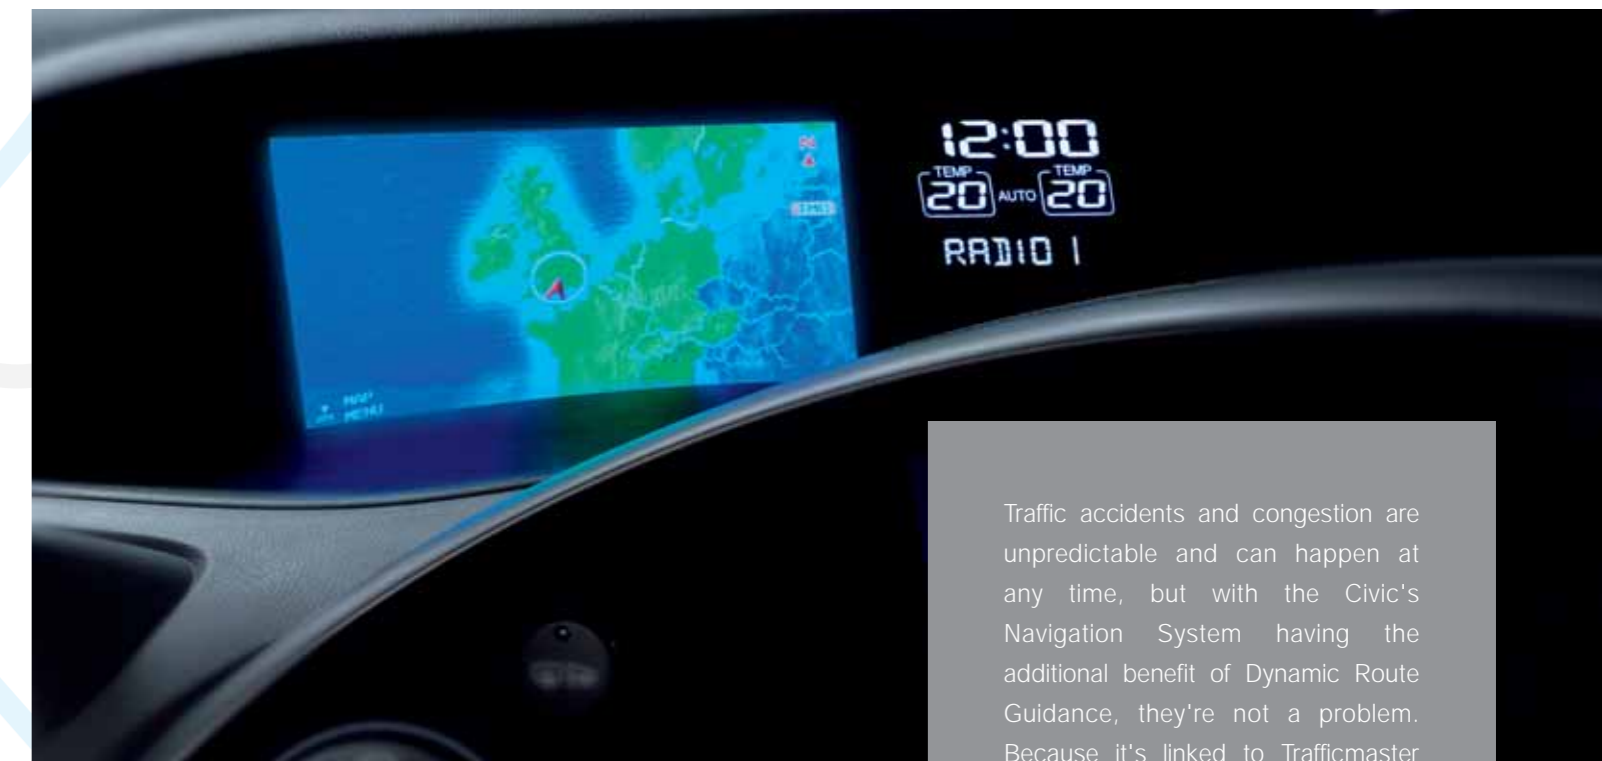 12:00
TEMP TEMP
20 AUTO 20
RADIO 1
MAP
MENU
Traffic accidents and congestion are
unpredictable and can happen at
any time, but with the Civic's
Navigation System having the
additional benefit of Dynamic Route
Guidance, they're not a problem.
Because it's linked to Trafficmaster